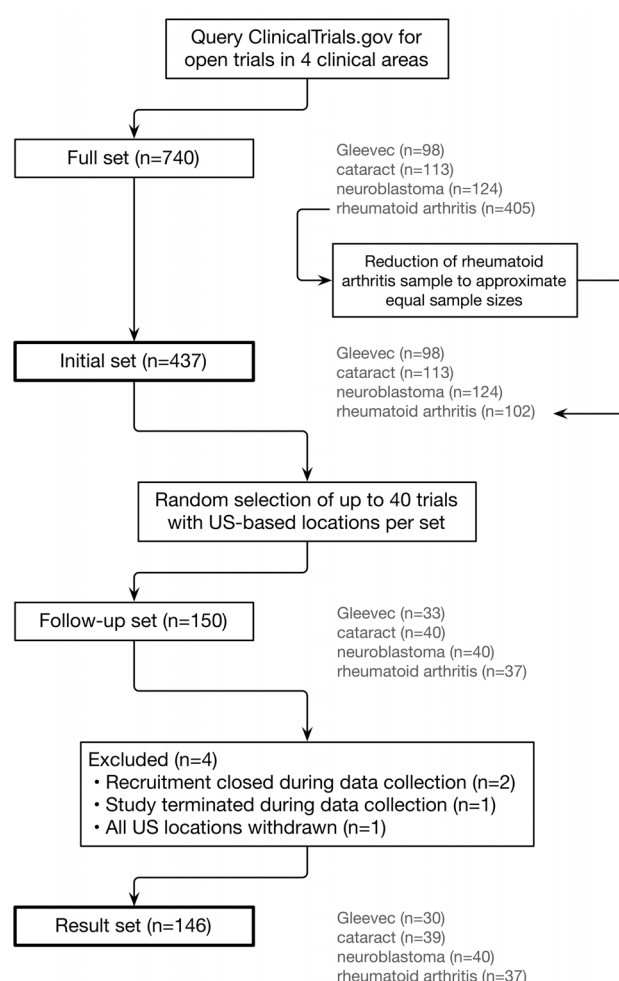 Query ClinicalTrials.gov for
open trials in 4 clinical areas
Full set (n=740)
Gleevec (n=98)
cataract (n=113)
neuroblastoma (n=124)
rheumatoid arthritis (n=405)
Reduction of rheumatoid
arthritis sample to approximate
equal sample sizes
Initial set (n=437)
Gleevec (n=98)
cataract (n=113)
neuroblastoma (n=124)
rheumatoid arthritis (n=102)
Random selection of up to 40 trials
with US-based locations per set
Follow-up set (n=150)
Gleevec (n=33)
cataract (n=40)
neuroblastoma (n=40)
rheumatoid arthritis (n=37)
Excluded (n=4)
• Recruitment closed during data collection (n=2)
• Study terminated during data collection (n=1)
• All US locations withdrawn (n=1)
Result set (n=146)
Gleevec (n=30)
cataract (n=39)
neuroblastoma (n=40)
rheumatoid arthritis (n=37)